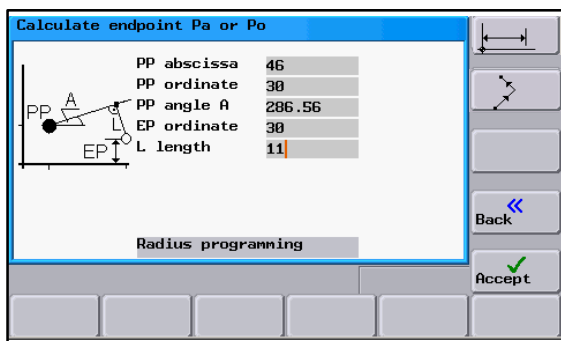 Calculate endpoint Pa or Po
PP abscissa 46
PP ordinate 30
PP angle A 286.56
EP ordinate 30
L length 11
PP
A
L
EP
Radius programming
Back
Accept